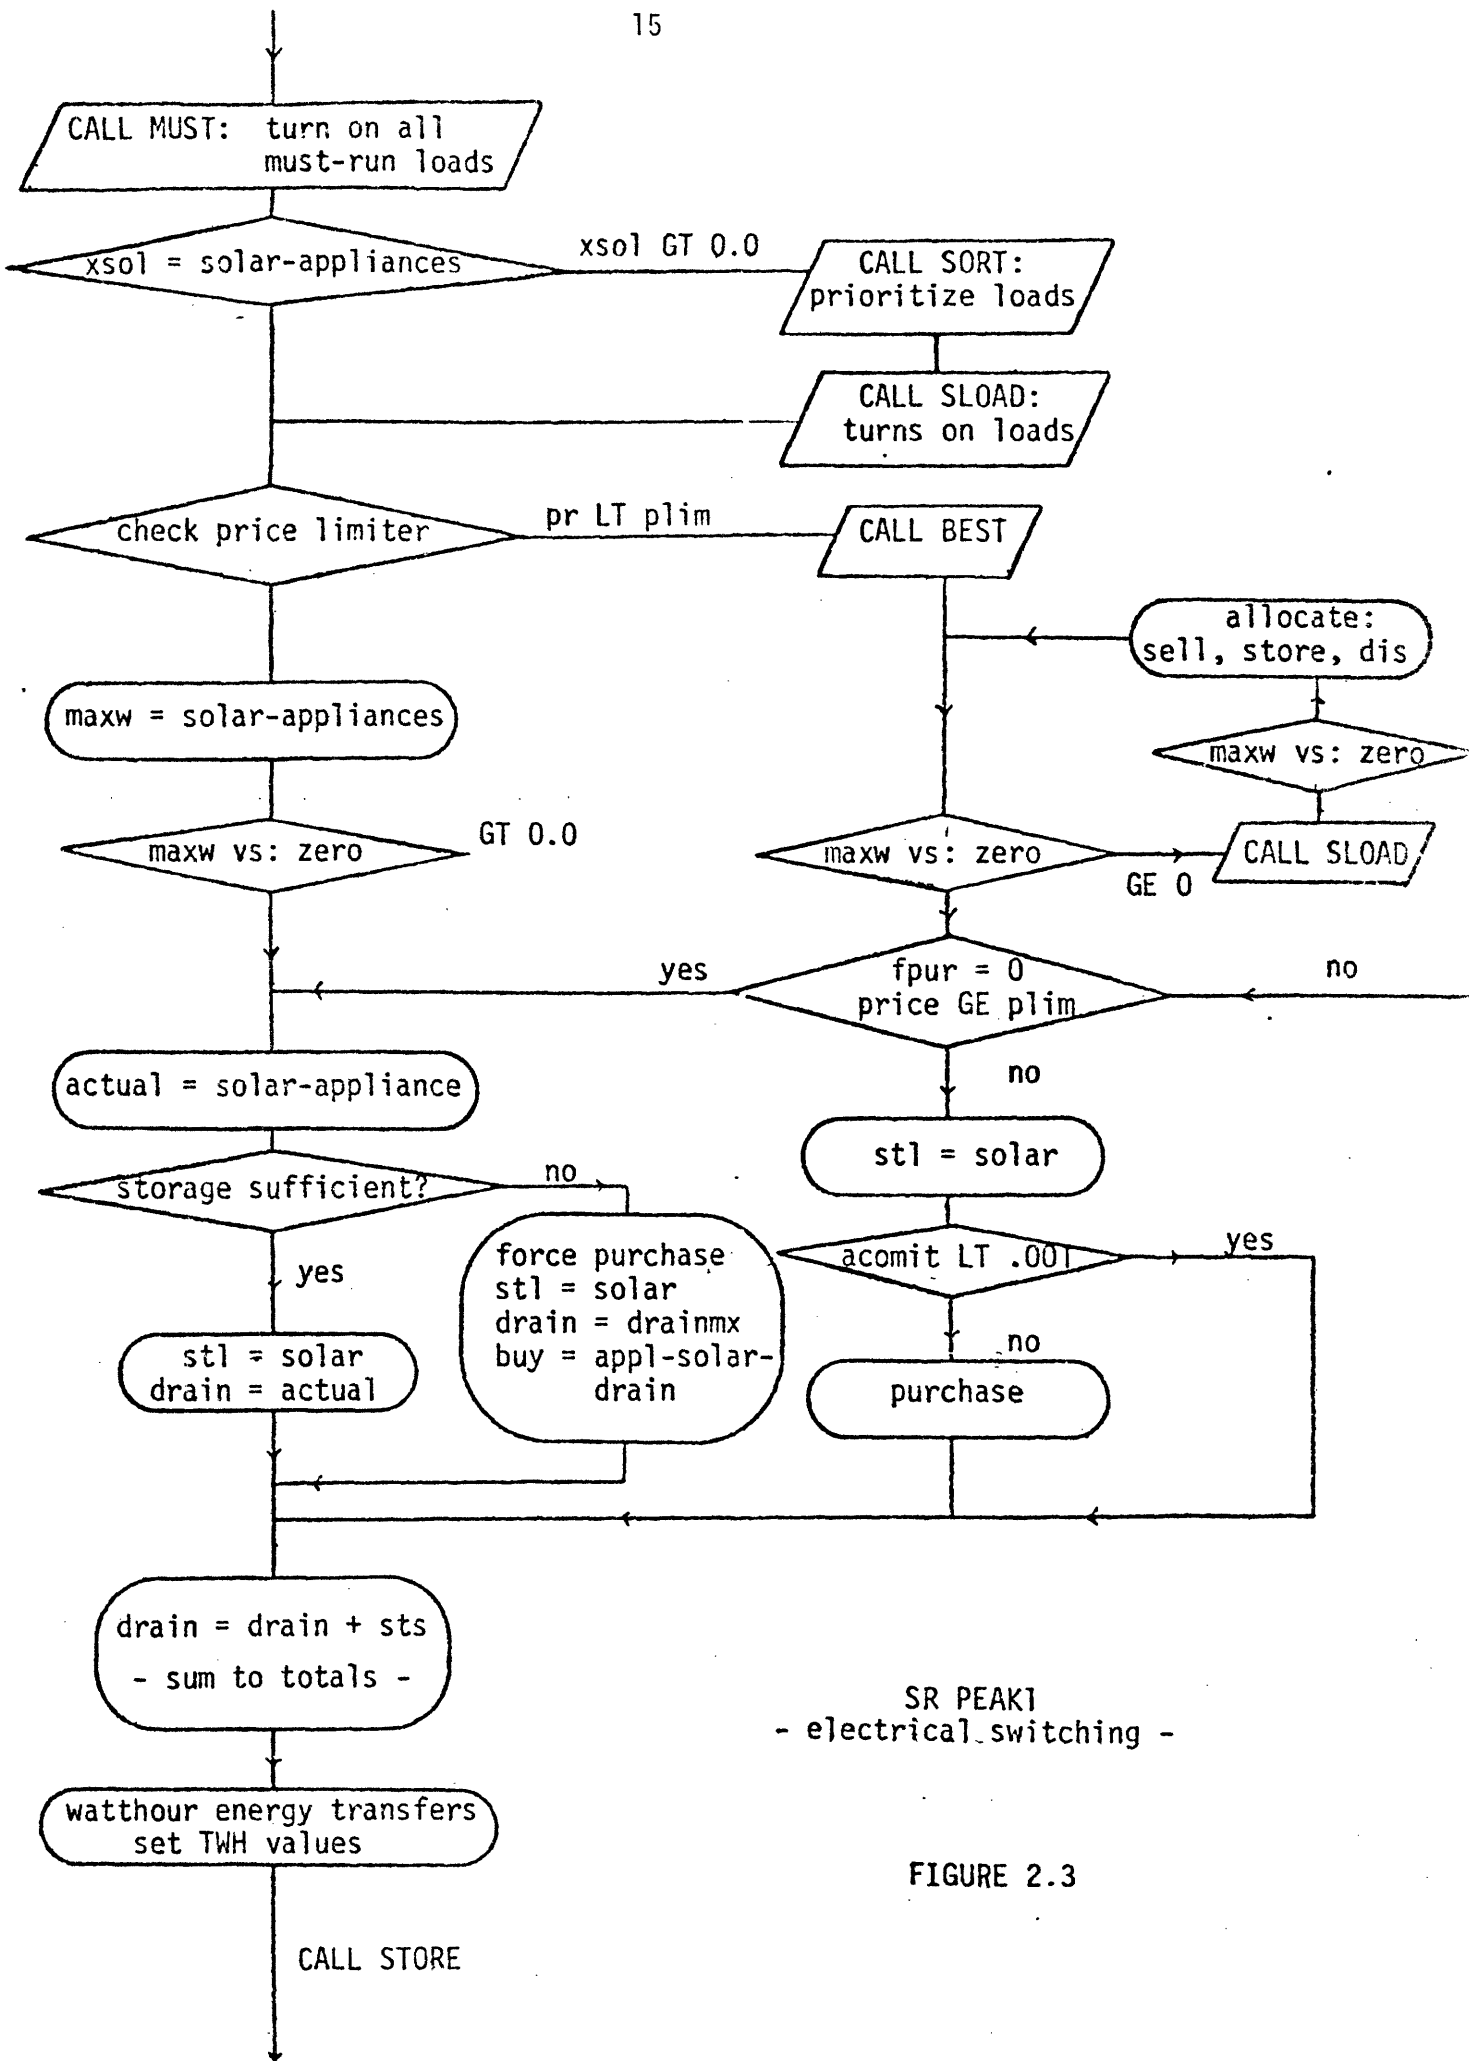 15
CALL MUST: turn on all
must-run loads
xsol = solar-appliances
xsol GT 0.0
CALL SORT:
prioritize loads
CALL SLOAD:
turns on loads
check price limiter
pr LT plim
CALL BEST
allocate:
sell, store, dis
maxw = solar-appliances
maxw vs: zero
maxw vs: zero
GT 0.0
maxw vs: zero
GE 0
CALL SLOAD
yes
fpur = 0
price GE plim
no
no
actual = solar-appliance
stl = solar
storage sufficient?
no
yes
force purchase
stl = solar
drain = drainmx
buy = appl-solar-
drain
acomit LT .001
yes
no
stl = solar
drain = actual
purchase
drain = drain + sts
- sum to totals -
SR PEAK1
- electrical switching -
watthour energy transfers
set TWH values
FIGURE 2.3
CALL STORE